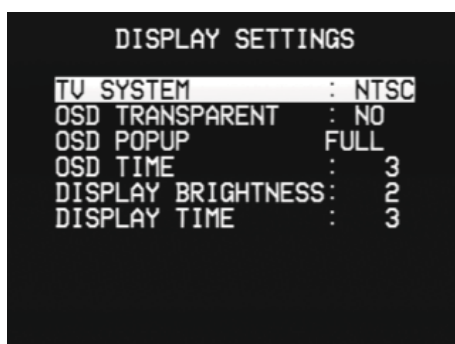 DISPLAY SETTINGS
TV SYSTEM : NTSC
OSD TRANSPARENT : NO
OSD POPUP FULL
OSD TIME : 3
DISPLAY BRIGHTNESS: 2
DISPLAY TIME : 3